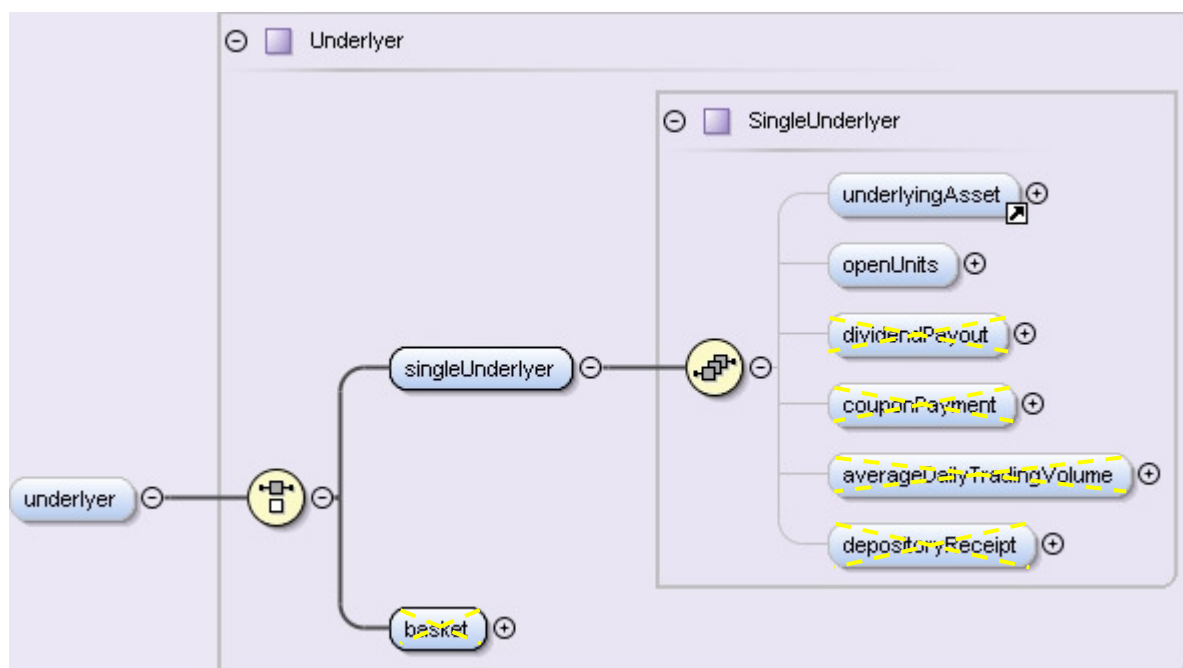 Underlyer
SingleUnderlyer
underlyingAsset
openUnits
dividendPayout
singleUnderlyer
couponPayment
averageDailyTradingVolume
underlyer
depositoryReceipt
basket